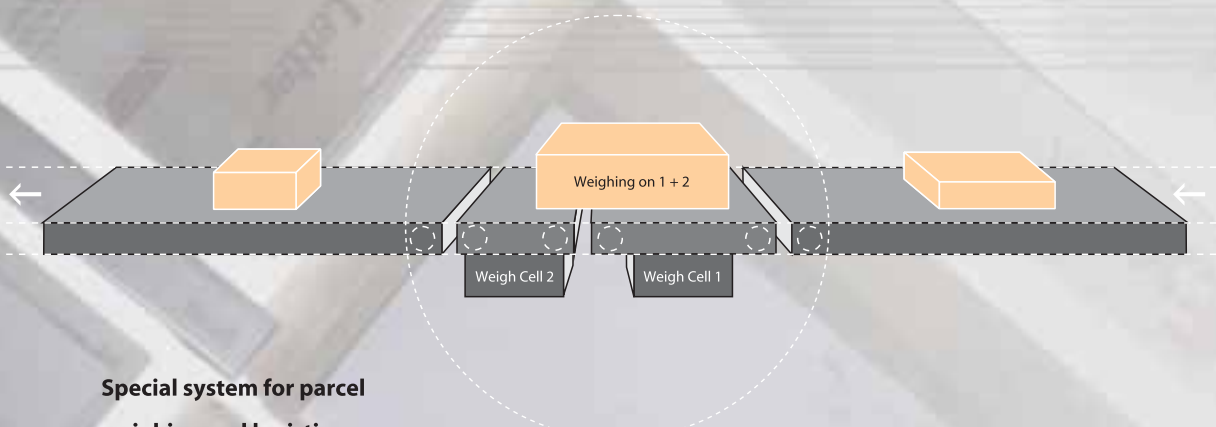 Weighing on 1 + 2
Weigh Cell 2
Weigh Cell 1
Special system for parcel